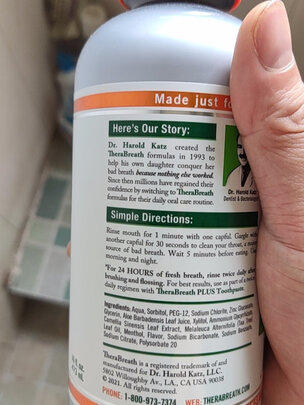 Made just fo
Here's Our Story:
Dr. Harold Katz created the
TheraBreath formulas in 1993 to
help his own daughter conquer her
bad breath because nothing else worked.
Since then millions have regained their
confidence by switching to TheraBreath
formulas for their daily oral care routine.
Dr. Harold Katz
Dentist & Bacteriologist
Simple Directions:
Rinse mouth for 1 minute with one capful. Gargle with
another capful for 30 seconds to clean your throat, a
source of bad breath. Wait 5 minutes before eating.
morning and night.
*For 24 HOURS of fresh breath, rinse twice daily
brushing and flossing. For best results, use as part of
daily regimen with TheraBreath PLUS Toothpaste.
Ingredients: Aqua, Sorbitol, PEG-12, Sodium Chlorite, Zinc Gluconate,
Glycerin, Aloe Barbadensis Leaf Juice, Xylitol,
Camellia Sinensis Leaf Extract, Melaleuca Alternifolia (Tea Tree)
Leaf Oil, Menthol, Flavor, Sodium Bicarbonate, Sodium
Sodium Citrate, Polysorbate 20
TheraBreath is a registered trademark of and
manufactured for Dr. Harold Katz, LLC.
5802 Willoughby Av., LA., CA USA 90038
© 2021. All rights reserved.
PHONE: 1-800-973-7374 WEB: THERABREATH.COM